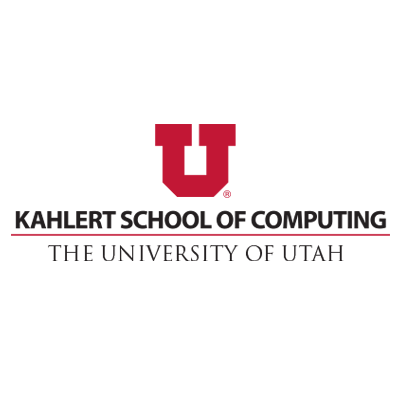 U®
KAHLERT SCHOOL OF COMPUTING
THE UNIVERSITY OF UTAH